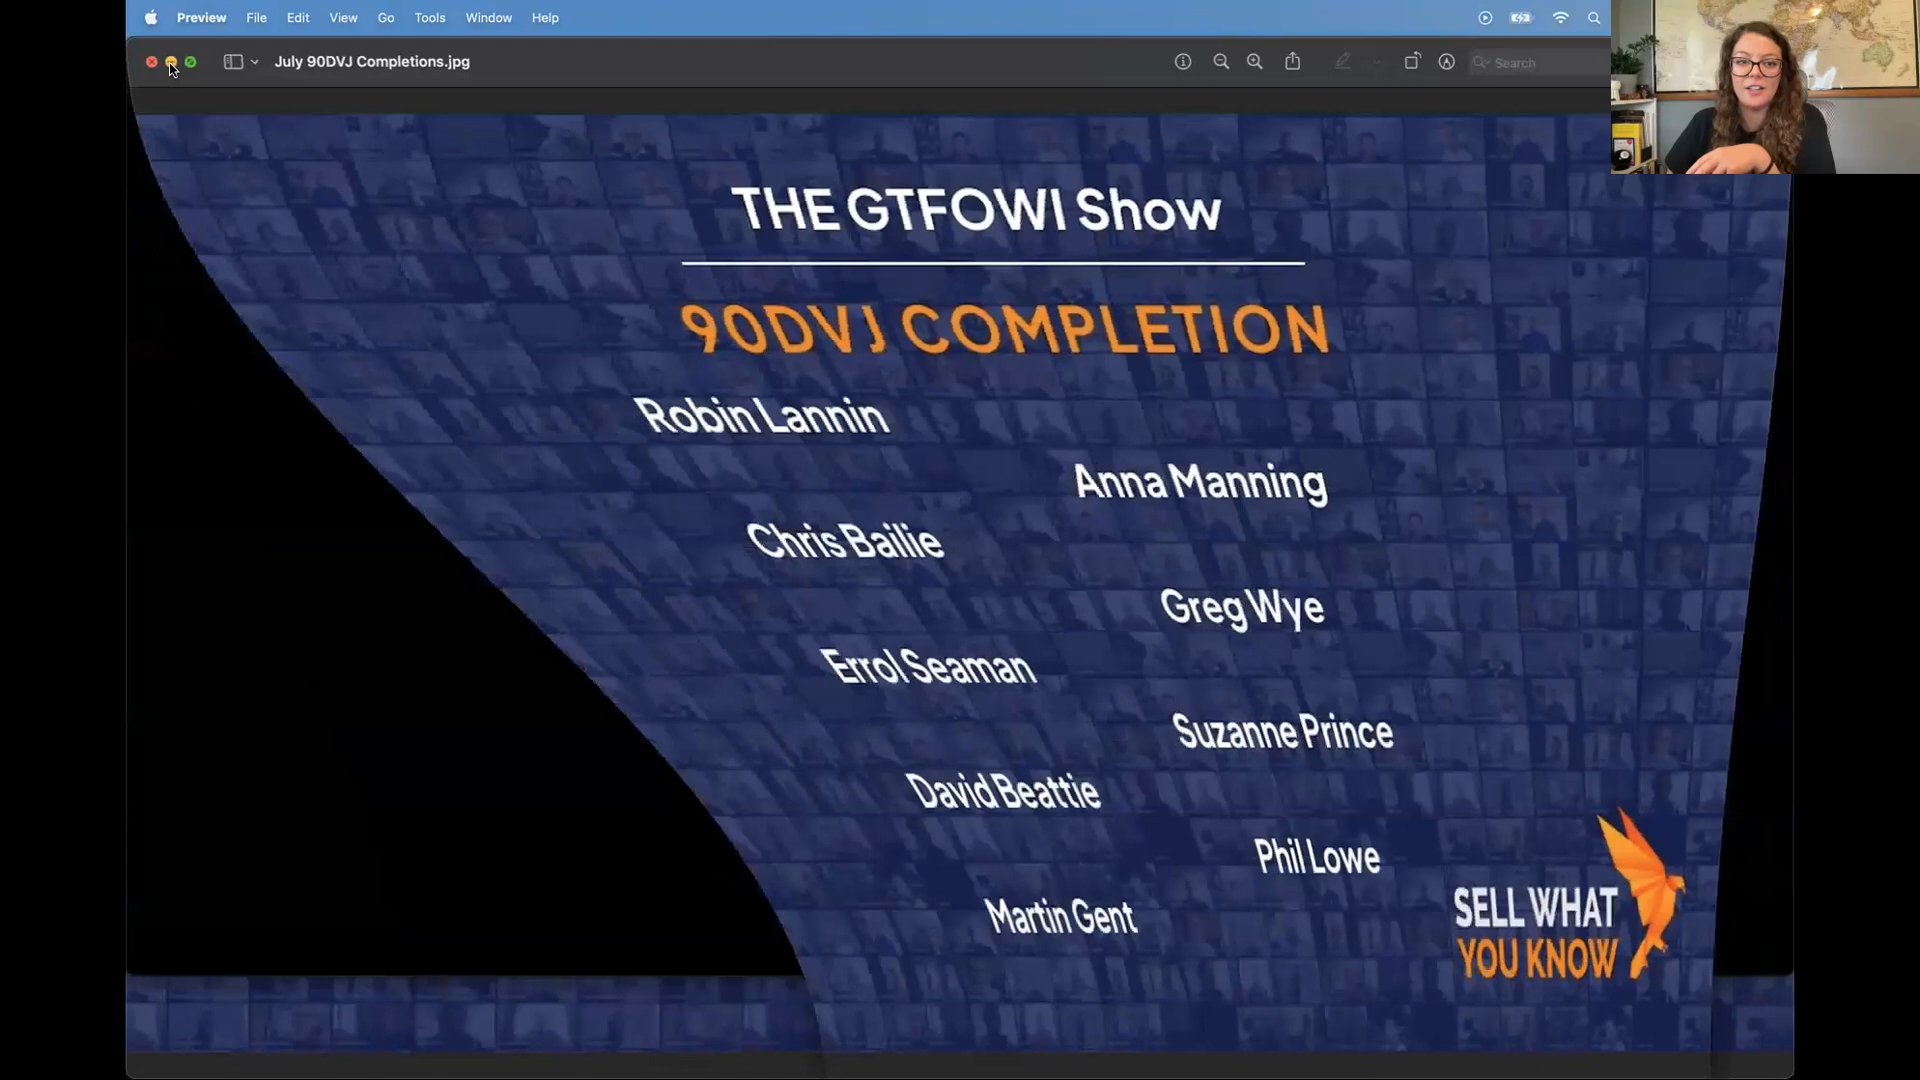 Preview File Edit View Go Tools Window Help
July 90DVJ Completions.jpg
Search
THE GTFOWI Show
90DVJ COMPLETION
Robin Lannin
Anna Manning
Chris Bailie
Greg Wye
Errol Seaman
Suzanne Prince
David Beattie
Phil Lowe
Martin Gent
SELL WHAT
YOU KNOW